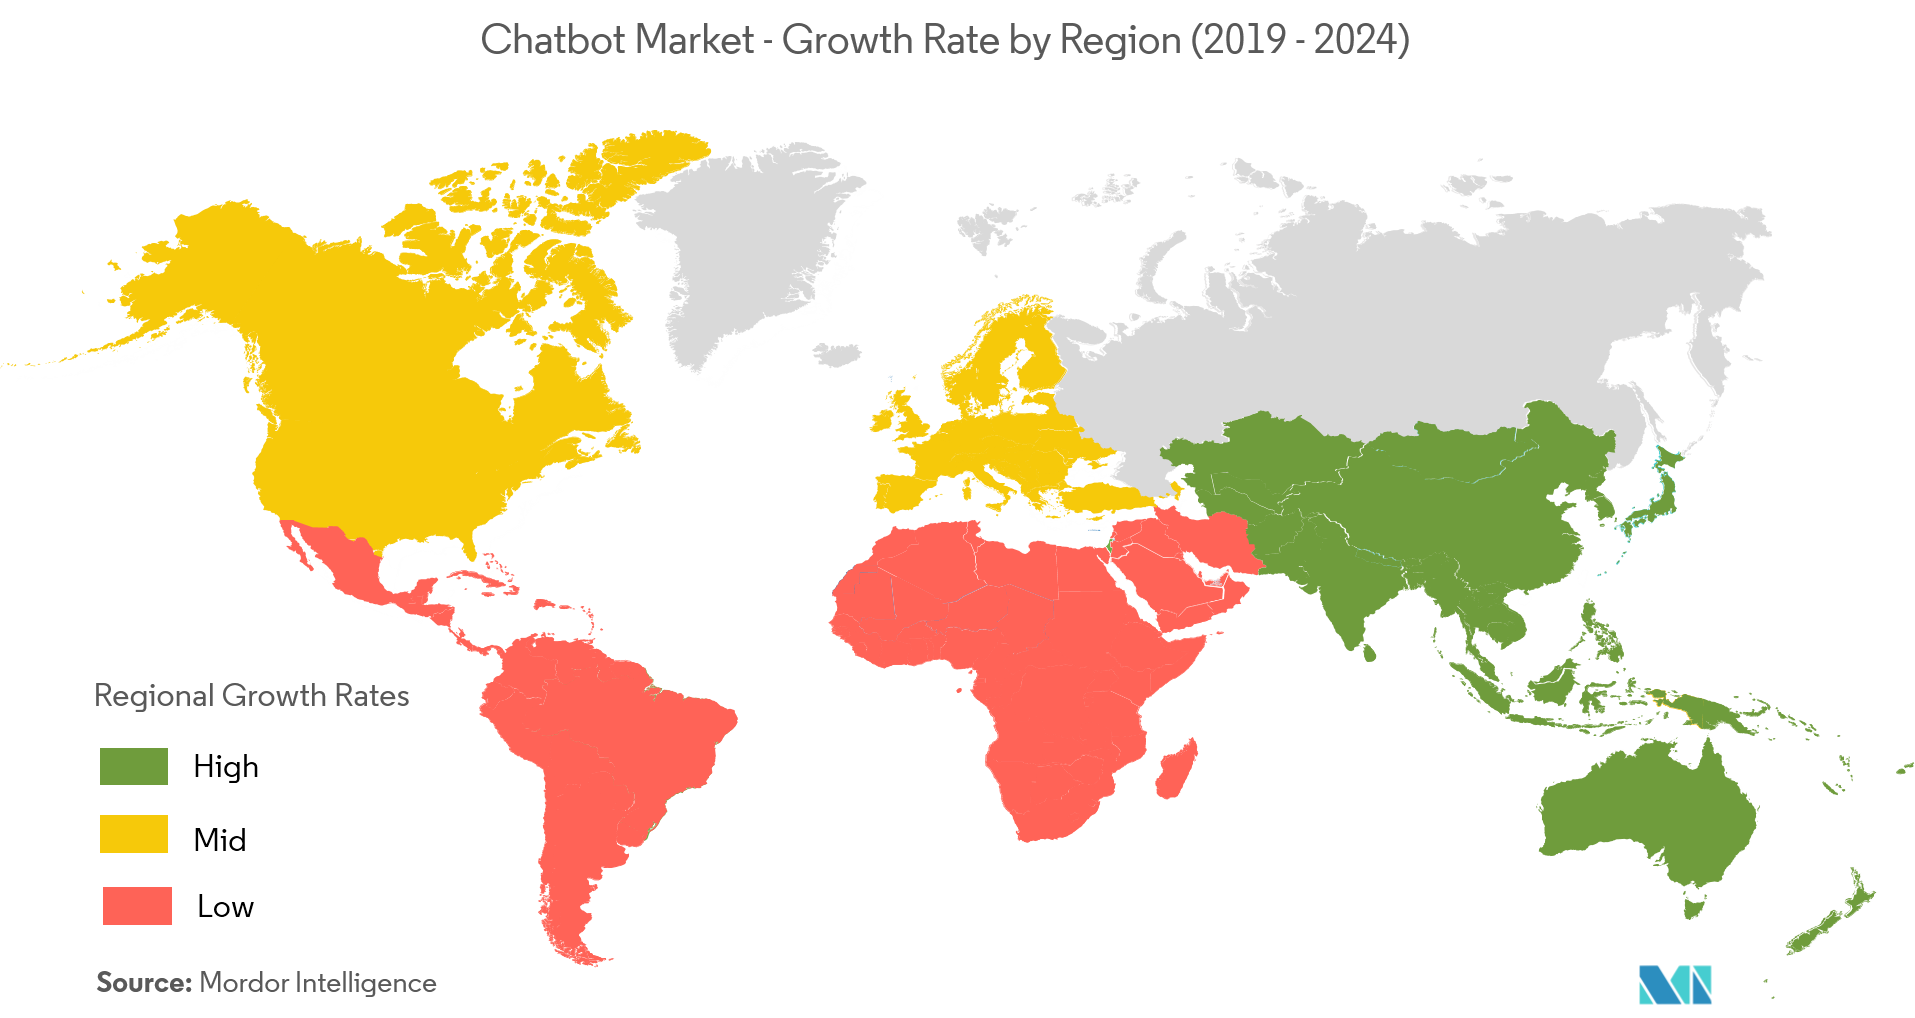 Chatbot Market - Growth Rate by Region (2019 - 2024)
Regional Growth Rates
High
Mid
Low
Source: Mordor Intelligence